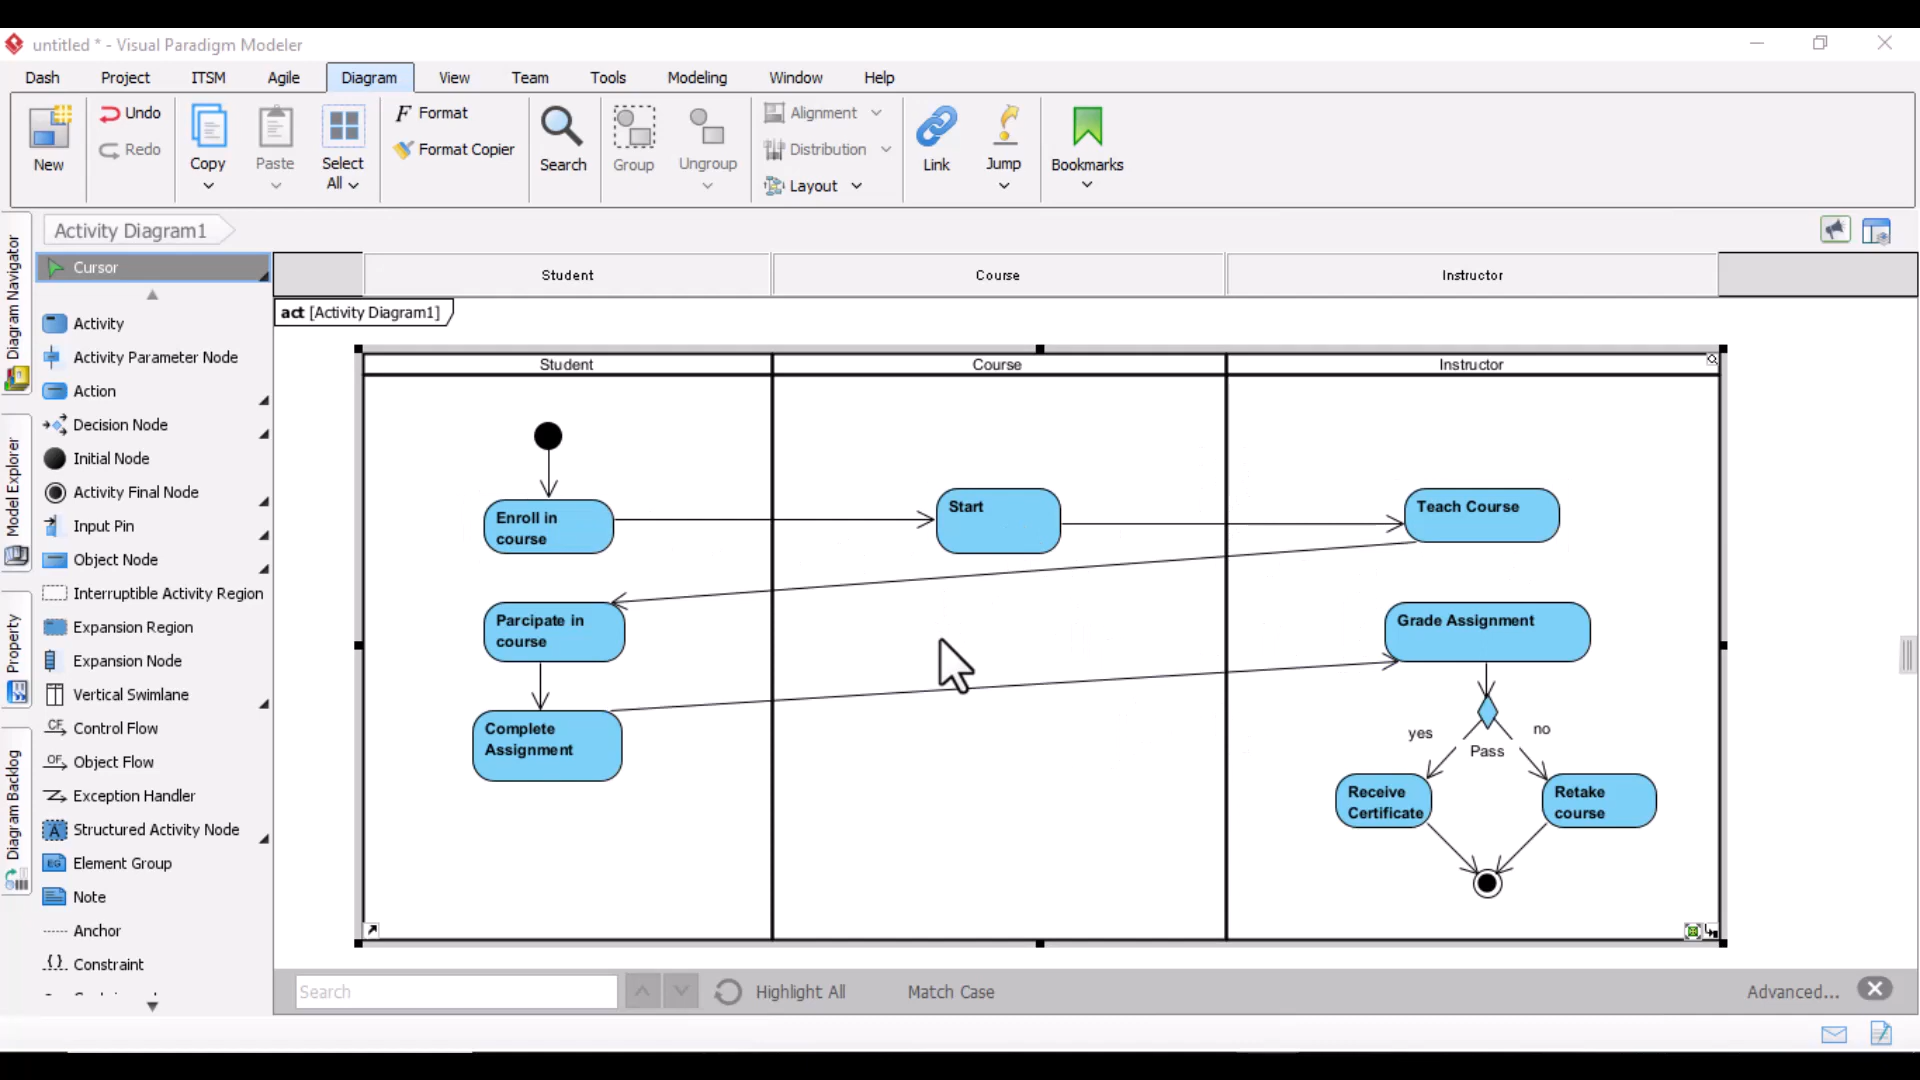 untitled * - Visual Paradigm Modeler
Dash Project ITSM Agile Diagram View Team Tools Modeling Window Help
New
Undo
Redo
Copy
Paste
Select
All
Format
Format Copier
Search
Group
Ungroup
Alignment
Distribution
Layout
Link
Jump
Bookmarks
Activity Diagram1
Diagram Navigator
Model Explorer
Property
Diagram Backlog
Cursor
Activity
Activity Parameter Node
Action
Decision Node
Initial Node
Activity Final Node
Input Pin
Object Node
Interruptible Activity Region
Expansion Region
Expansion Node
Vertical Swimlane
Control Flow
Object Flow
Exception Handler
Structured Activity Node
Element Group
Note
Anchor
Constraint
Student Course Instructor
act [Activity Diagram1]
Student Course Instructor
Enroll in
course
Start
Teach Course
Parcipate in
course
Grade Assignment
Complete
Assignment
yes
no
Pass
Receive
Certificate
Retake
course
Search
Highlight All
Match Case
Advanced...